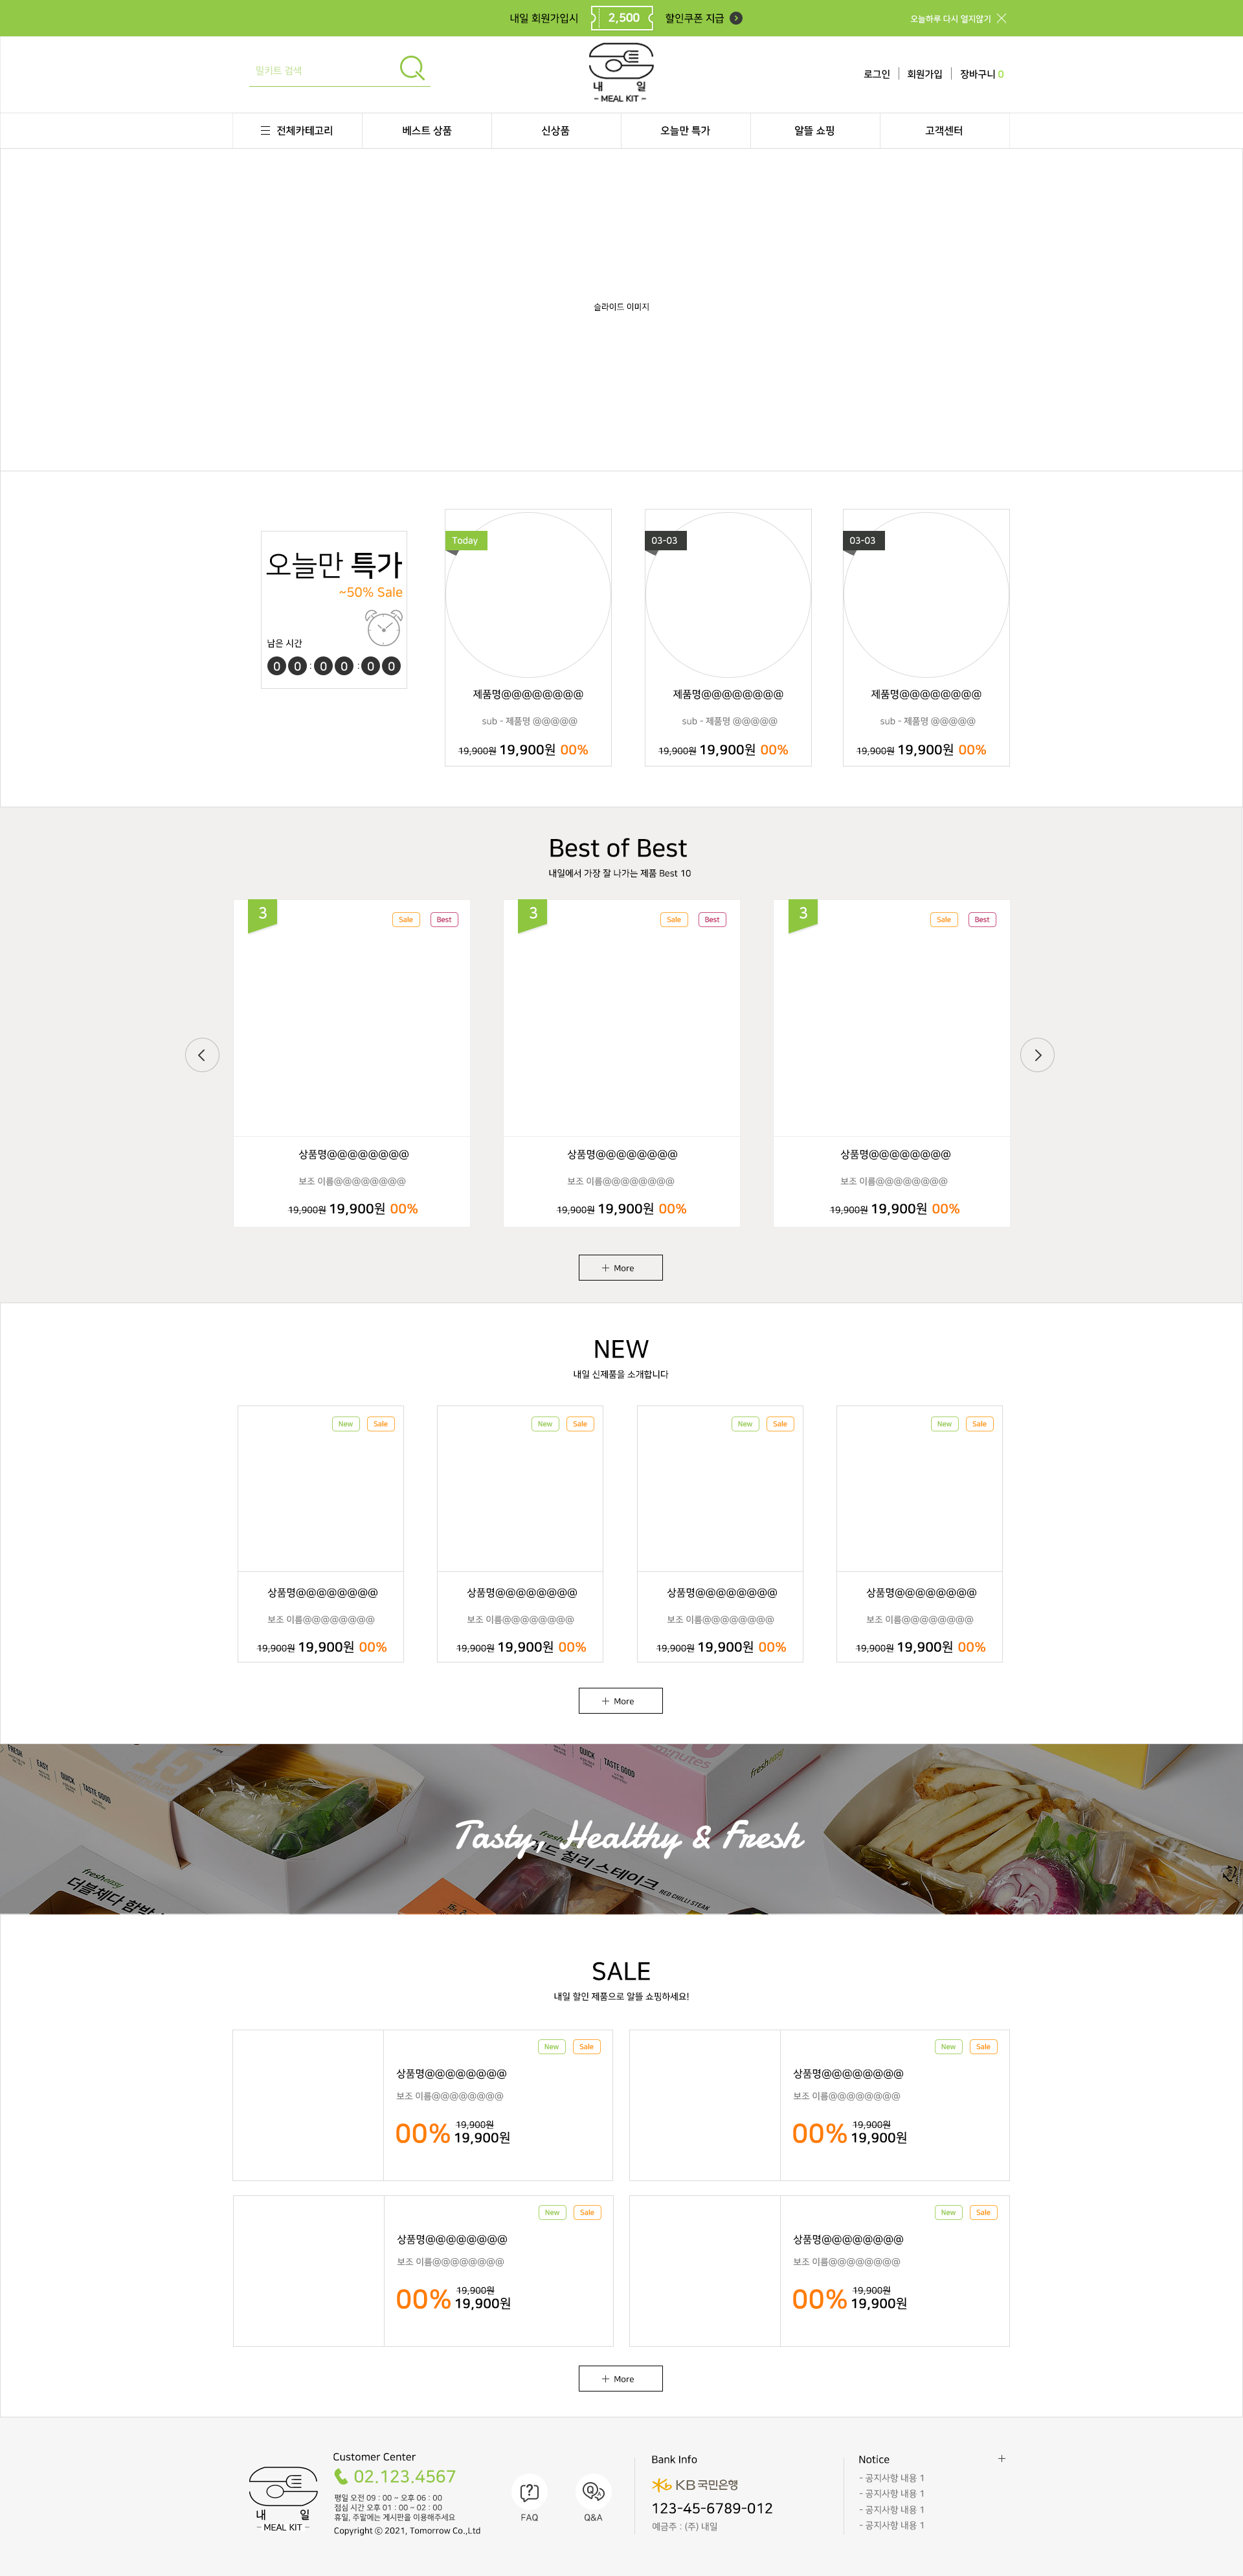 내일 회원가입시 2,500 할인쿠폰 지급
오늘하루 다시 열지않기
밀키트 검색
내 일
- MEAL KIT -
로그인 회원가입 장바구니 0
전체카테고리 베스트 상품 신상품 오늘만 특가 알뜰 쇼핑 고객센터
슬라이드 이미지
오늘만 특가
~50% Sale
남은 시간
0 0 : 0 0 : 0 0
Today
제품명@@@@@@@@
sub - 제품명 @@@@@
19,900원 19,900원 00%
03-03
제품명@@@@@@@@
sub - 제품명 @@@@@
19,900원 19,900원 00%
03-03
제품명@@@@@@@@
sub - 제품명 @@@@@
19,900원 19,900원 00%
Best of Best
내일에서 가장 잘 나가는 제품 Best 10
3 Sale Best
상품명@@@@@@@@
보조 이름@@@@@@@@
19,900원 19,900원 00%
3 Sale Best
상품명@@@@@@@@
보조 이름@@@@@@@@
19,900원 19,900원 00%
3 Sale Best
상품명@@@@@@@@
보조 이름@@@@@@@@
19,900원 19,900원 00%
+ More
NEW
내일 신제품을 소개합니다
New Sale
상품명@@@@@@@@
보조 이름@@@@@@@@
19,900원 19,900원 00%
New Sale
상품명@@@@@@@@
보조 이름@@@@@@@@
19,900원 19,900원 00%
New Sale
상품명@@@@@@@@
보조 이름@@@@@@@@
19,900원 19,900원 00%
New Sale
상품명@@@@@@@@
보조 이름@@@@@@@@
19,900원 19,900원 00%
+ More
FRESH EASY QUICK TASTE GOOD
QUICK TASTE GOOD
minutes
fresheasy
Tasty, Healthy & Fresh
fresheasy
더블체다 함박
fresheasy
칠리 스테이크
RED CHILLI STEAK
SALE
내일 할인 제품으로 알뜰 쇼핑하세요!
New Sale
상품명@@@@@@@@
보조 이름@@@@@@@@
00% 19,900원
19,900원
New Sale
상품명@@@@@@@@
보조 이름@@@@@@@@
00% 19,900원
19,900원
New Sale
상품명@@@@@@@@
보조 이름@@@@@@@@
00% 19,900원
19,900원
New Sale
상품명@@@@@@@@
보조 이름@@@@@@@@
00% 19,900원
19,900원
+ More
내 일
- MEAL KIT -
Customer Center
02.123.4567
평일 오전 09 : 00 ~ 오후 06 : 00
점심 시간 오후 01 : 00 ~ 02 : 00
휴일, 주말에는 게시판을 이용해주세요
Copyright ⓒ 2021, Tomorrow Co.,Ltd
FAQ
Q&A
Bank Info
KB국민은행
123-45-6789-012
예금주 : (주) 내일
Notice +
- 공지사항 내용 1
- 공지사항 내용 1
- 공지사항 내용 1
- 공지사항 내용 1